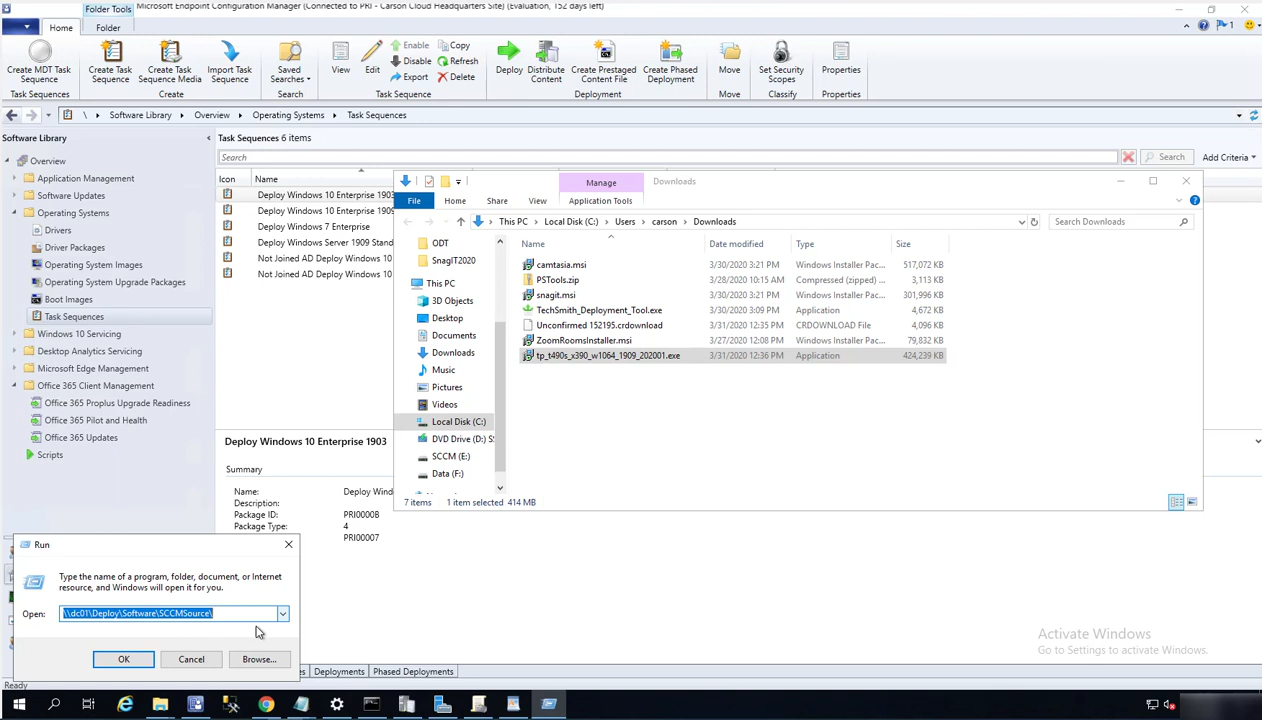 Folder Tools
Microsoft Endpoint Configuration Manager (Connected to PRI - Carson Cloud Headquarters Site) (Evaluation, 152 days left)
Home
Folder
Create MDT Task Sequence
Create Task Sequence
Create Task Sequence Media
Import Task Sequence
Saved Searches
View
Edit
Enable
Disable
Export
Copy
Refresh
Delete
Deploy
Distribute Content
Create Prestaged Content File
Create Phased Deployment
Move
Set Security Scopes
Properties
Task Sequences
Create
Search
Task Sequence
Deployment
Move
Classify
Properties
\ Software Library Overview Operating Systems Task Sequences
Software Library
Overview
Application Management
Software Updates
Operating Systems
Drivers
Driver Packages
Operating System Images
Operating System Upgrade Packages
Boot Images
Task Sequences
Windows 10 Servicing
Desktop Analytics Servicing
Microsoft Edge Management
Office 365 Client Management
Office 365 Proplus Upgrade Readiness
Office 365 Pilot and Health
Office 365 Updates
Scripts
Task Sequences 6 items
Search
Search
Add Criteria
Icon Name
Deploy Windows 10 Enterprise 1903
Deploy Windows 10 Enterprise 1909
Deploy Windows 7 Enterprise
Deploy Windows Server 1909 Stand
Not Joined AD Deploy Windows 10
Not Joined AD Deploy Windows 10
Deploy Windows 10 Enterprise 1903
Summary
Name: Deploy Wind
Description:
Package ID: PRI00008
Package Type: 4
PRI00007
Deployments
Phased Deployments
Ready
Manage
Downloads
File
Home
Share
View
Application Tools
This PC Local Disk (C:) Users carson Downloads
Search Downloads
ODT
SnagIT2020
This PC
3D Objects
Desktop
Documents
Downloads
Music
Pictures
Videos
Local Disk (C:)
DVD Drive (D:) S
SCCM (E:)
Data (F:)
Name Date modified Type Size
camtasia.msi 3/30/2020 3:21 PM Windows Installer Pac... 517,072 KB
PSTools.zip 3/28/2020 10:15 AM Compressed (zipped) ... 3,113 KB
snagit.msi 3/30/2020 3:21 PM Windows Installer Pac... 301,996 KB
TechSmith_Deployment_Tool.exe 3/30/2020 3:09 PM Application 4,672 KB
Unconfirmed 152195.crdownload 3/31/2020 12:35 PM CRDOWNLOAD File 4,096 KB
ZoomRoomsInstaller.msi 3/27/2020 12:08 PM Windows Installer Pac... 79,832 KB
tp_t490s_x390_w1064_1909_202001.exe 3/31/2020 12:36 PM Application 424,239 KB
7 items 1 item selected 414 MB
Run
Type the name of a program, folder, document, or Internet
resource, and Windows will open it for you.
Open: \\dc01\Deploy\Software\SCCMSource\
OK
Cancel
Browse...
Activate Windows
Go to Settings to activate Windows.